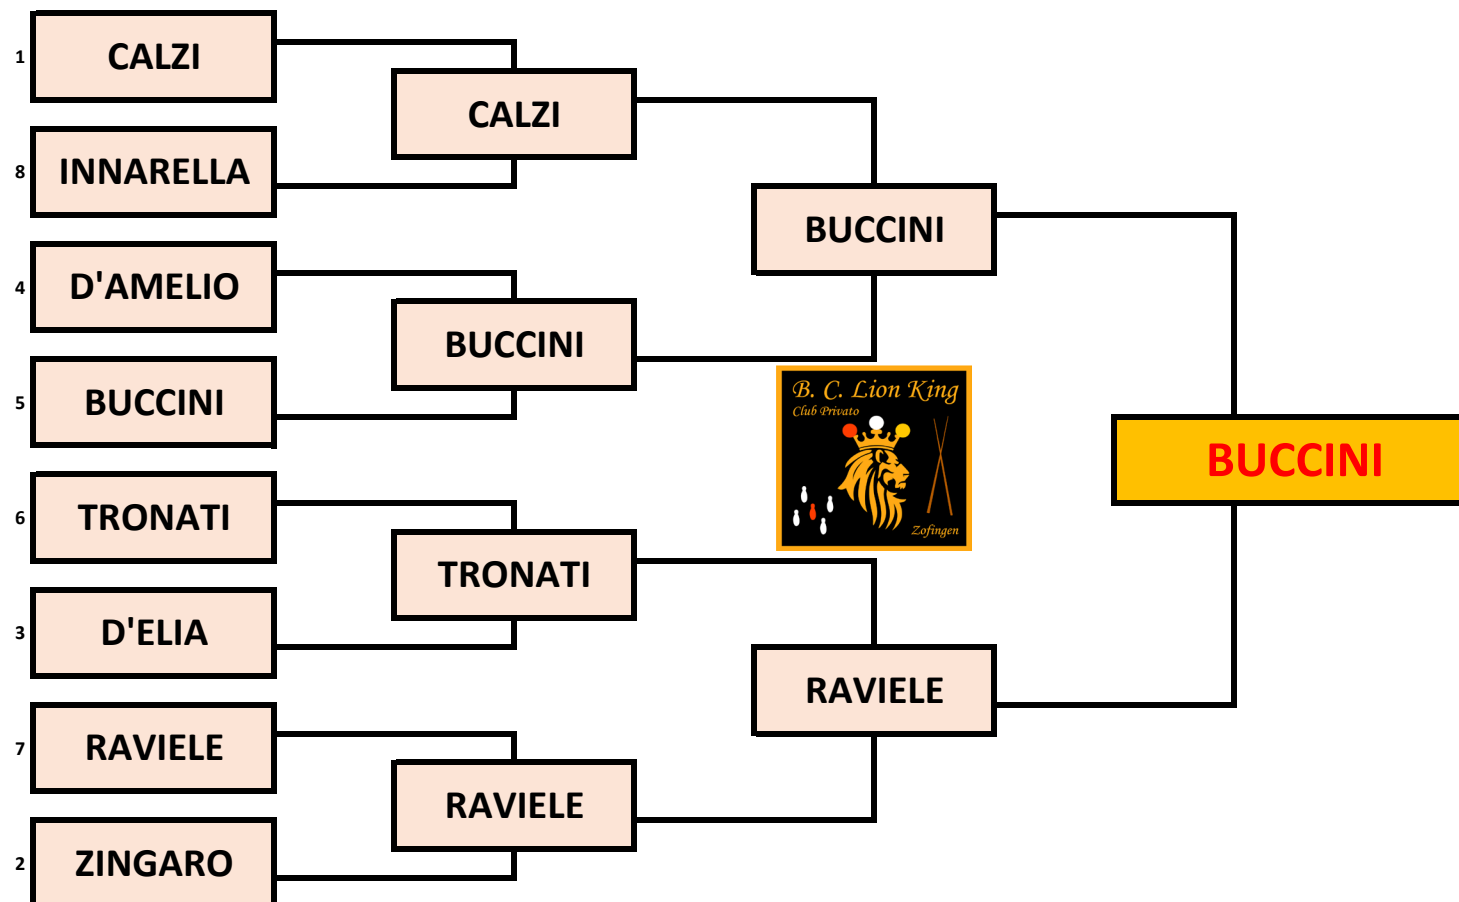 1 CALZI
8 INNARELLA
4 D'AMELIO
5 BUCCINI
6 TRONATI
3 D'ELIA
7 RAVIELE
2 ZINGARO
CALZI
BUCCINI
TRONATI
RAVIELE
BUCCINI
RAVIELE
B. C. Lion King
Club Privato
Zofingen
BUCCINI